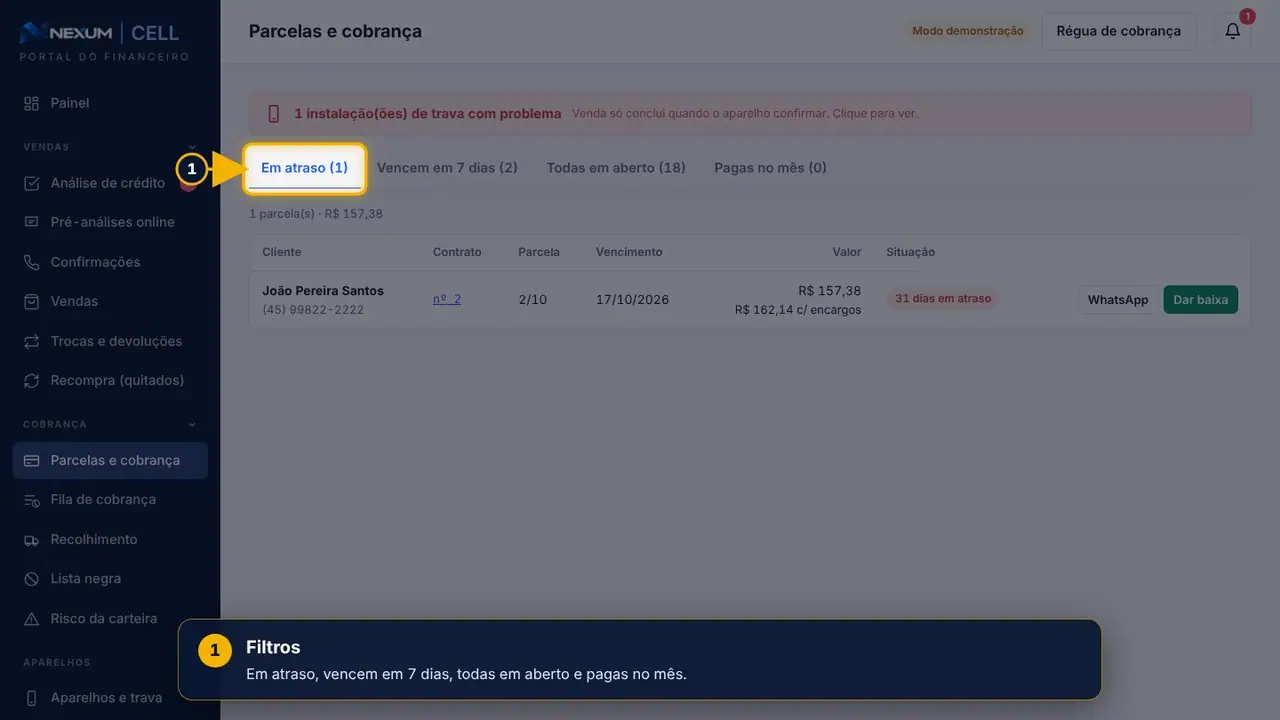 NEXUM | CELL
PORTAL DO FINANCEIRO
Painel
VENDAS
Análise de crédito
Pré-análises online
Confirmações
Vendas
Trocas e devoluções
Recompra (quitados)
COBRANÇA
Parcelas e cobrança
Fila de cobrança
Recolhimento
Lista negra
Risco da carteira
APARELHOS
Aparelhos e trava
Parcelas e cobrança
Modo demonstração
Régua de cobrança
1
1 instalação(ões) de trava com problema Venda só conclui quando o aparelho confirmar. Clique para ver.
1
Em atraso (1) Vencem em 7 dias (2) Todas em aberto (18) Pagas no mês (0)
1 parcela(s) · R$ 157,38
Cliente Contrato Parcela Vencimento Valor Situação
João Pereira Santos
(45) 99822-2222
nº 2
2/10
17/10/2026
R$ 157,38
R$ 162,14 c/ encargos
31 dias em atraso
WhatsApp
Dar baixa
1
Filtros
Em atraso, vencem em 7 dias, todas em aberto e pagas no mês.